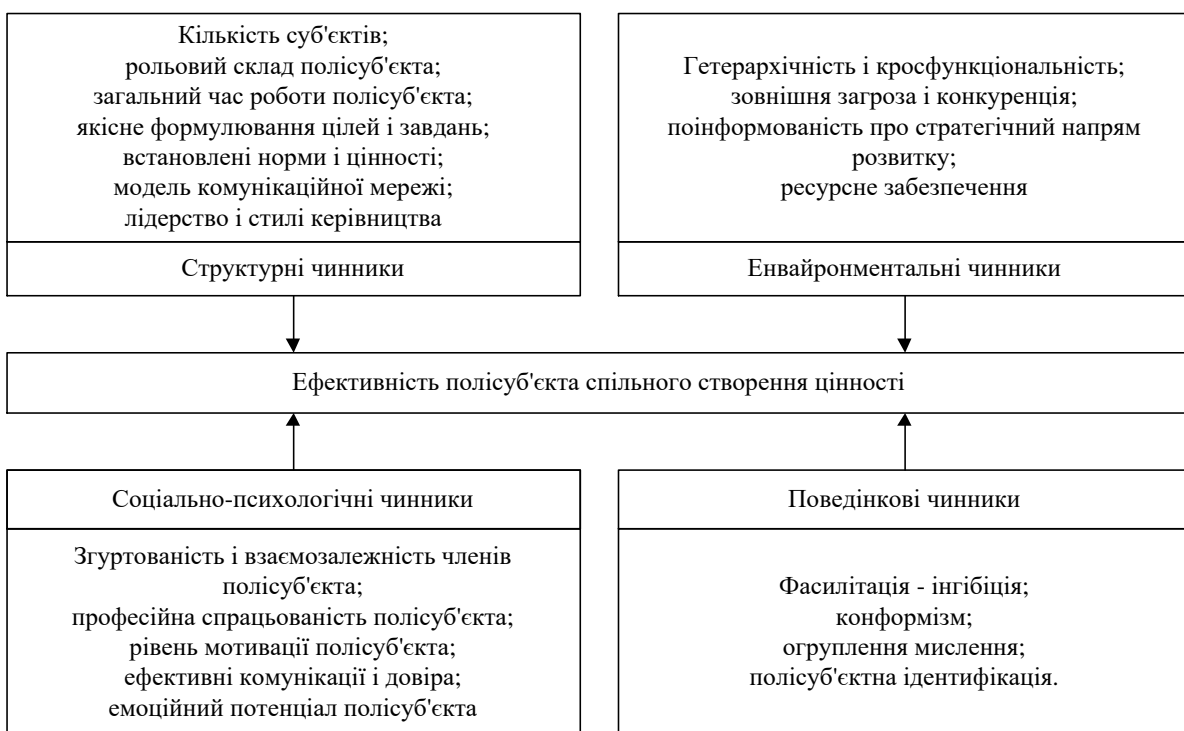 Кількість суб'єктів;
рольовий склад полісуб'єкта;
загальний час роботи полісуб'єкта;
якісне формулювання цілей і завдань;
встановлені норми і цінності;
модель комунікаційної мережі;
лідерство і стилі керівництва
Структурні чинники
Гетерархічність і кросфункціональність;
зовнішня загроза і конкуренція;
поінформованість про стратегічний напрям
розвитку;
ресурсне забезпечення
Енвайронментальні чинники
Ефективність полісуб'єкта спільного створення цінності
Соціально-психологічні чинники
Згуртованість і взаємозалежність членів
полісуб'єкта;
професійна спрацьованість полісуб'єкта;
рівень мотивації полісуб'єкта;
ефективні комунікації і довіра;
емоційний потенціал полісуб'єкта
Поведінкові чинники
Фасилітація - інгібіція;
конформізм;
огруплення мислення;
полісуб'єктна ідентифікація.